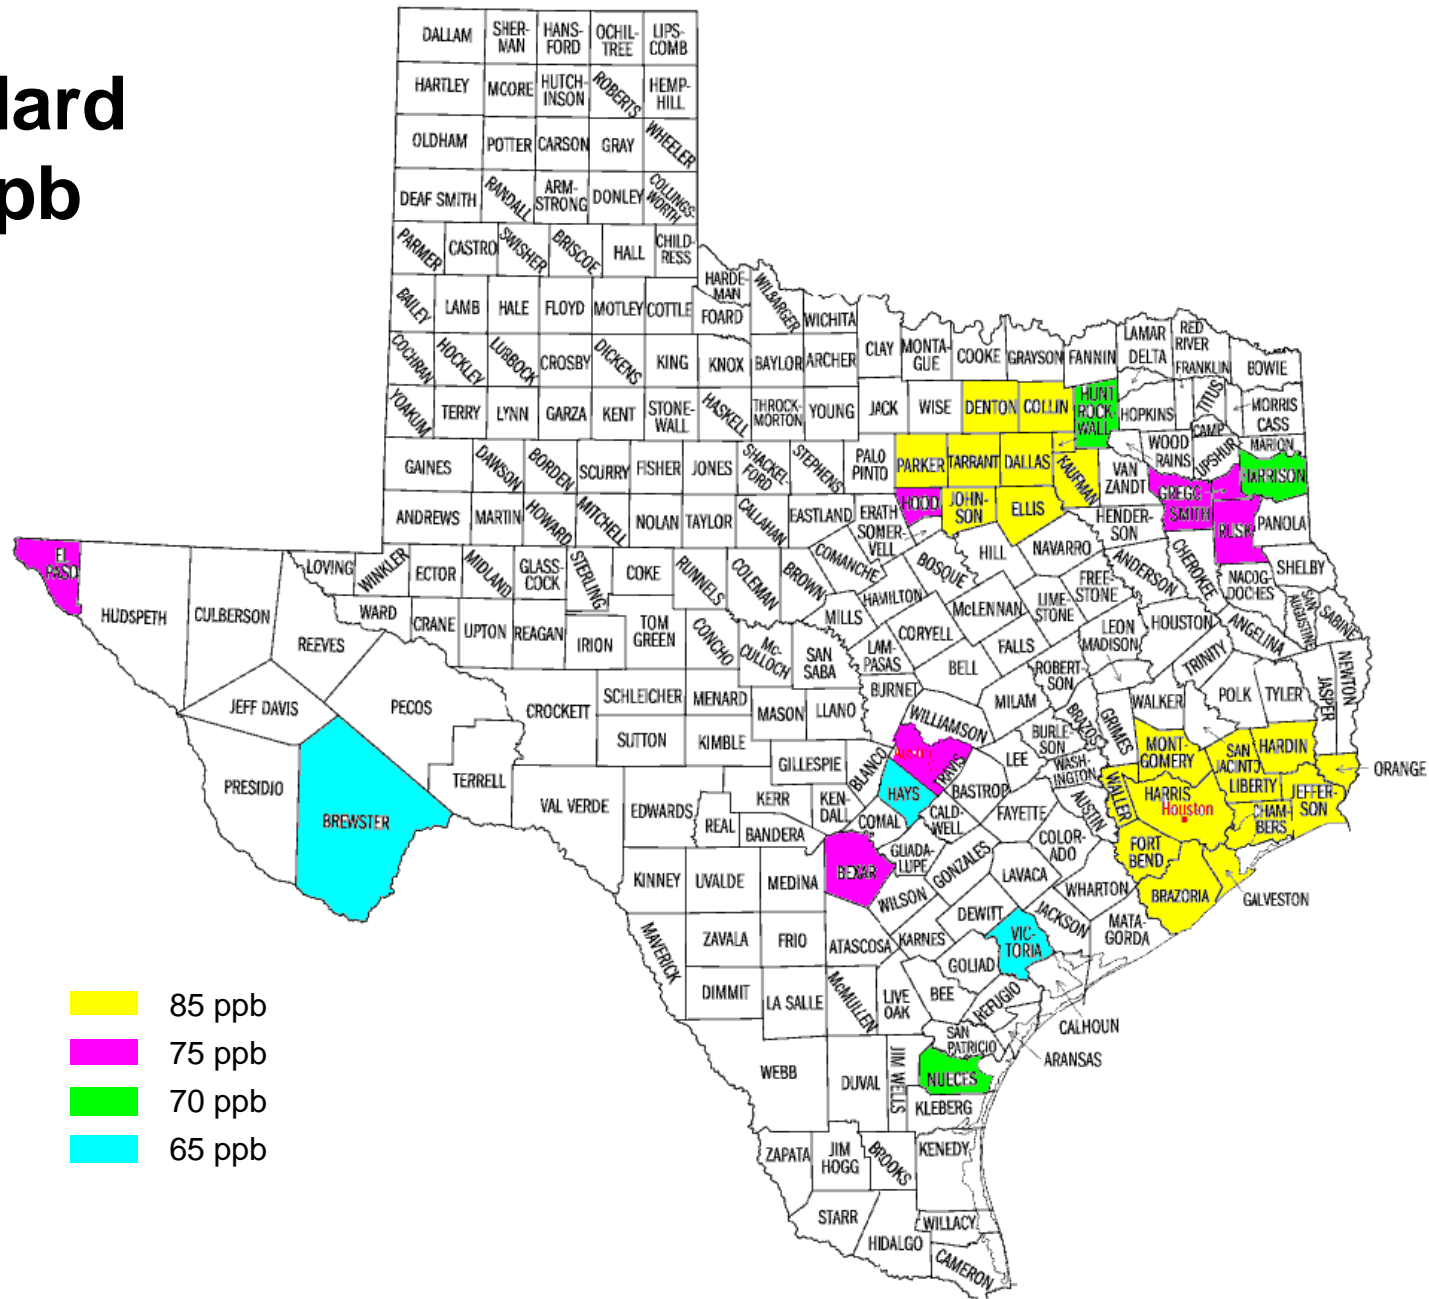 lard
pb
DALLAM
SHER-
MAN
HANS-
FORD
OCHIL-
TREE
LIPS-
COMB
HARTLEY
MOORE
HUTCH-
INSON
ROBERTS
HEMP-
HILL
OLDHAM
POTTER
CARSON
GRAY
WHEELER
DEAF SMITH
RANDALL
ARM-
STRONG
DONLEY
COLLINGS-
WORTH
PARMER
CASTRO
SWISHER
BRISCOE
HALL
CHILD-
RESS
HARDE-
MAN
BAILEY
LAMB
HALE
FLOYD
MOTLEY
COTTLE
FOARD
WILBARGER
WICHITA
COCHRAN
HOCKLEY
LUBBOCK
CROSBY
DICKENS
KING
KNOX
BAYLOR
ARCHER
CLAY
MONTA-
GUE
COOKE
GRAYSON
FANNIN
LAMAR
DELTA
RED
RIVER
FRANKLIN
TITUS
BOWIE
YOAKUM
TERRY
LYNN
GARZA
KENT
STONE-
WALL
HASKELL
THROCK-
MORTON
YOUNG
JACK
WISE
DENTON
COLLIN
HUNT
ROCK-
WALL
HOPKINS
CAMP
MORRIS
CASS
GAINES
DAWSON
BORDEN
SCURRY
FISHER
JONES
SHACKEL-
FORD
STEPHENS
PALO
PINTO
PARKER
TARRANT
DALLAS
KAUFMAN
VAN
ZANDT
WOOD
RAINS
UPSHUR
MARION
HARRISON
ANDREWS
MARTIN
HOWARD
MITCHELL
NOLAN
TAYLOR
CALLAHAN
EASTLAND
ERATH
SOMER-
VELL
HOOD
JOHN-
SON
ELLIS
HENDER-
SON
GREGG
SMITH
RUSK
PANOLA
EL
PASO
HUDSPETH
CULBERSON
LOVING
WINKLER
ECTOR
MIDLAND
GLASS-
COCK
STERLING
COKE
RUNNELS
COLEMAN
BROWN
COMANCHE
BOSQUE
HILL
NAVARRO
ANDERSON
CHEROKEE
NACOG-
DOCHES
SHELBY
REEVES
WARD
CRANE
UPTON
REAGAN
IRION
TOM
GREEN
CONCHO
Mc-
CULLOCH
SAN
SABA
MILLS
HAMILTON
LAM-
PASAS
CORYELL
McLENNAN
LIME-
STONE
FREE-
STONE
FALLS
LEON
MADISON
HOUSTON
ANGELINA
SAN
AUGUSTINE
SABINE
JEFF DAVIS
PECOS
CROCKETT
SCHLEICHER
MENARD
MASON
LLANO
BURNET
BELL
MILAM
ROBERT-
SON
BRAZOS
GRIMES
WALKER
TRINITY
POLK
TYLER
JASPER
NEWTON
PRESIDIO
BREWSTER
TERRELL
VAL VERDE
SUTTON
KIMBLE
GILLESPIE
BLANCO
WILLIAMSON
Austin
TRAVIS
HAYS
LEE
BURLE-
SON
WASH-
INGTON
AUSTIN
WALLER
MONT-
GOMERY
SAN
JACINTO
HARDIN
ORANGE
LIBERTY
JEFFER-
SON
HARRIS
Houston
CHAM-
BERS
EDWARDS
REAL
KERR
BANDERA
KEN-
DALL
COMAL
CALD-
WELL
BASTROP
FAYETTE
COLOR-
ADO
FORT
BEND
BRAZORIA
GALVESTON
KINNEY
UVALDE
MEDINA
BEXAR
GUADA-
LUPE
GONZALES
LAVACA
WHARTON
MATA-
GORDA
JACKSON
MAVERICK
ZAVALA
FRIO
ATASCOSA
WILSON
KARNES
DEWITT
VIC-
TORIA
GOLIAD
DIMMIT
LA SALLE
McMULLEN
LIVE
OAK
BEE
REFUGIO
CALHOUN
ARANSAS
SAN
PATRICIO
WEBB
DUVAL
JIM WELLS
NUECES
KLEBERG
ZAPATA
JIM
HOGG
BROOKS
KENEDY
STARR
HIDALGO
WILLACY
CAMERON
85 ppb
75 ppb
70 ppb
65 ppb